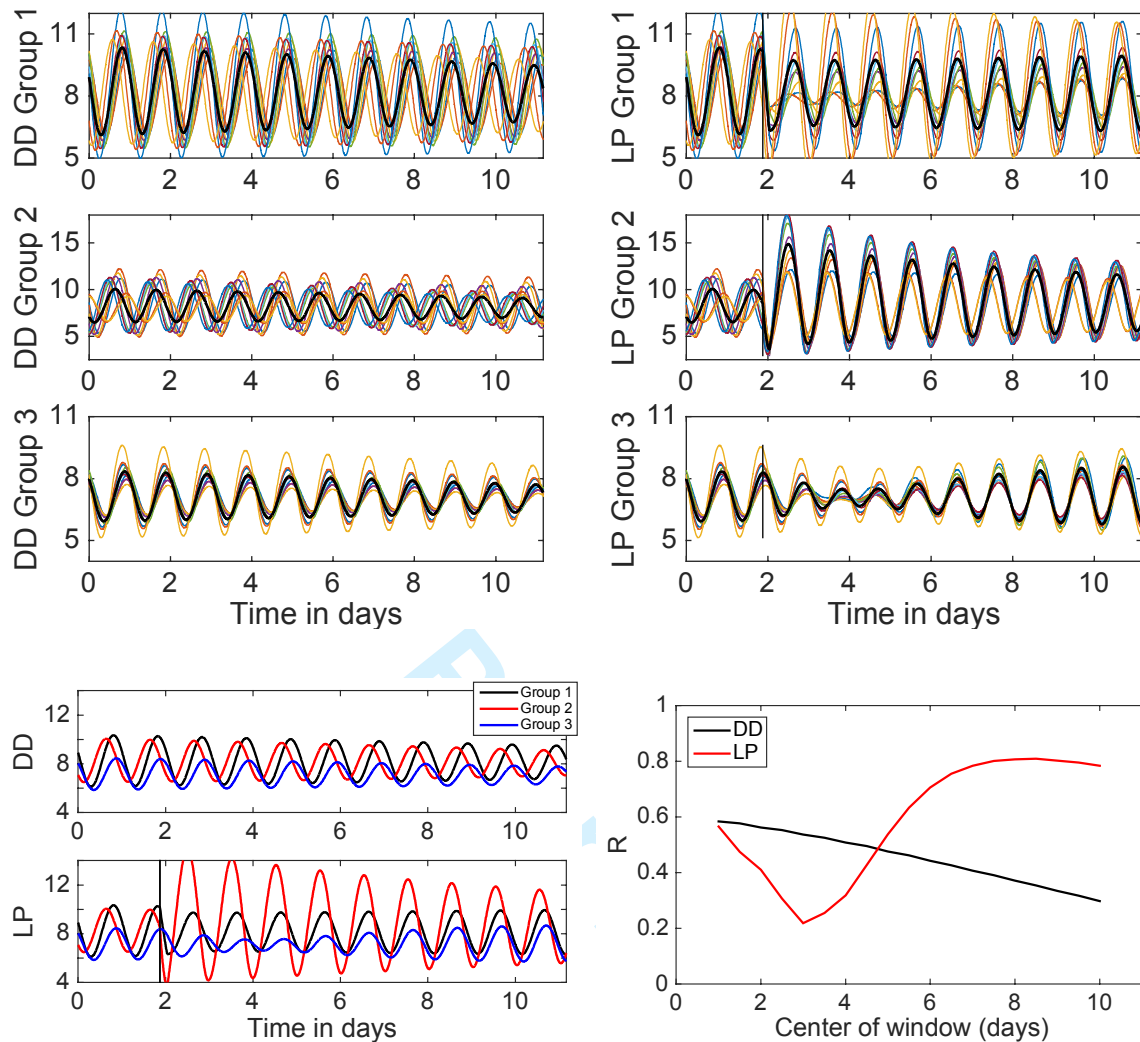 DD Group 1
11
8
5
0 2 4 6 8 10
LP Group 1
11
8
5
0 2 4 6 8 10
DD Group 2
15
10
5
0 2 4 6 8 10
LP Group 2
15
10
5
0 2 4 6 8 10
DD Group 3
11
8
5
0 2 4 6 8 10
Time in days
LP Group 3
11
8
5
0 2 4 6 8 10
Time in days
DD
12
8
4
Group 1
Group 2
Group 3
0 2 4 6 8 10
LP
12
8
4
0 2 4 6 8 10
Time in days
R
1
0.8
0.6
0.4
0.2
0
DD
LP
0 2 4 6 8 10
Center of window (days)